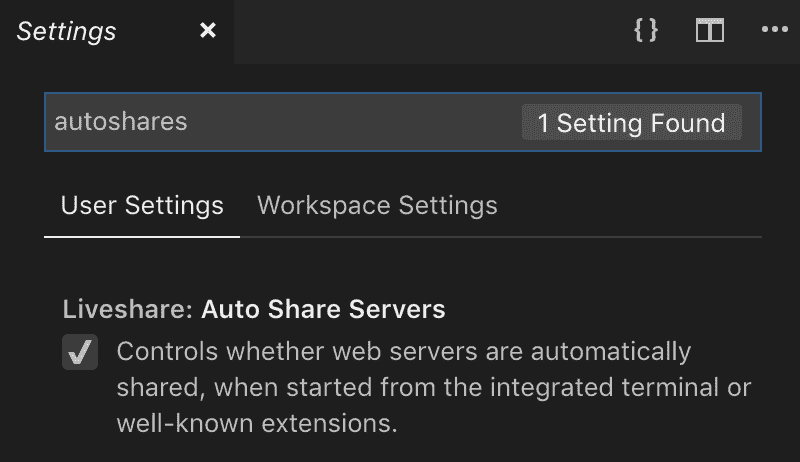 Settings
autoshares
1 Setting Found
User Settings Workspace Settings
Liveshare: Auto Share Servers
Controls whether web servers are automatically
shared, when started from the integrated terminal or
well-known extensions.